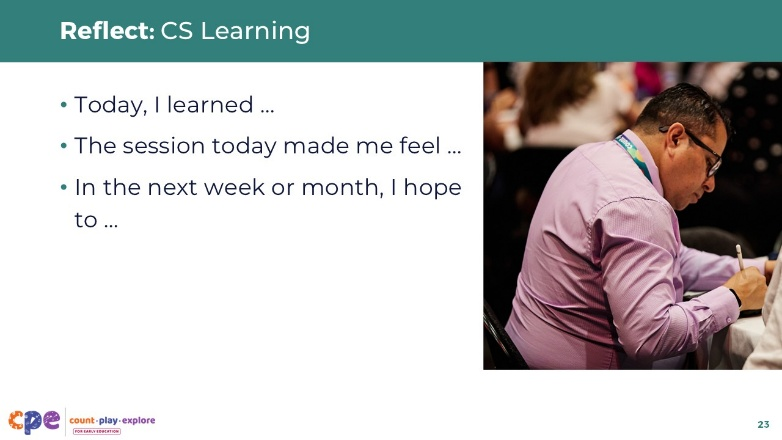 Reflect: CS Learning
• Today, I learned ...
• The session today made me feel ...
• In the next week or month, I hope
to ...
cpe
count·play·explore
FOR EARLY EDUCATION
23